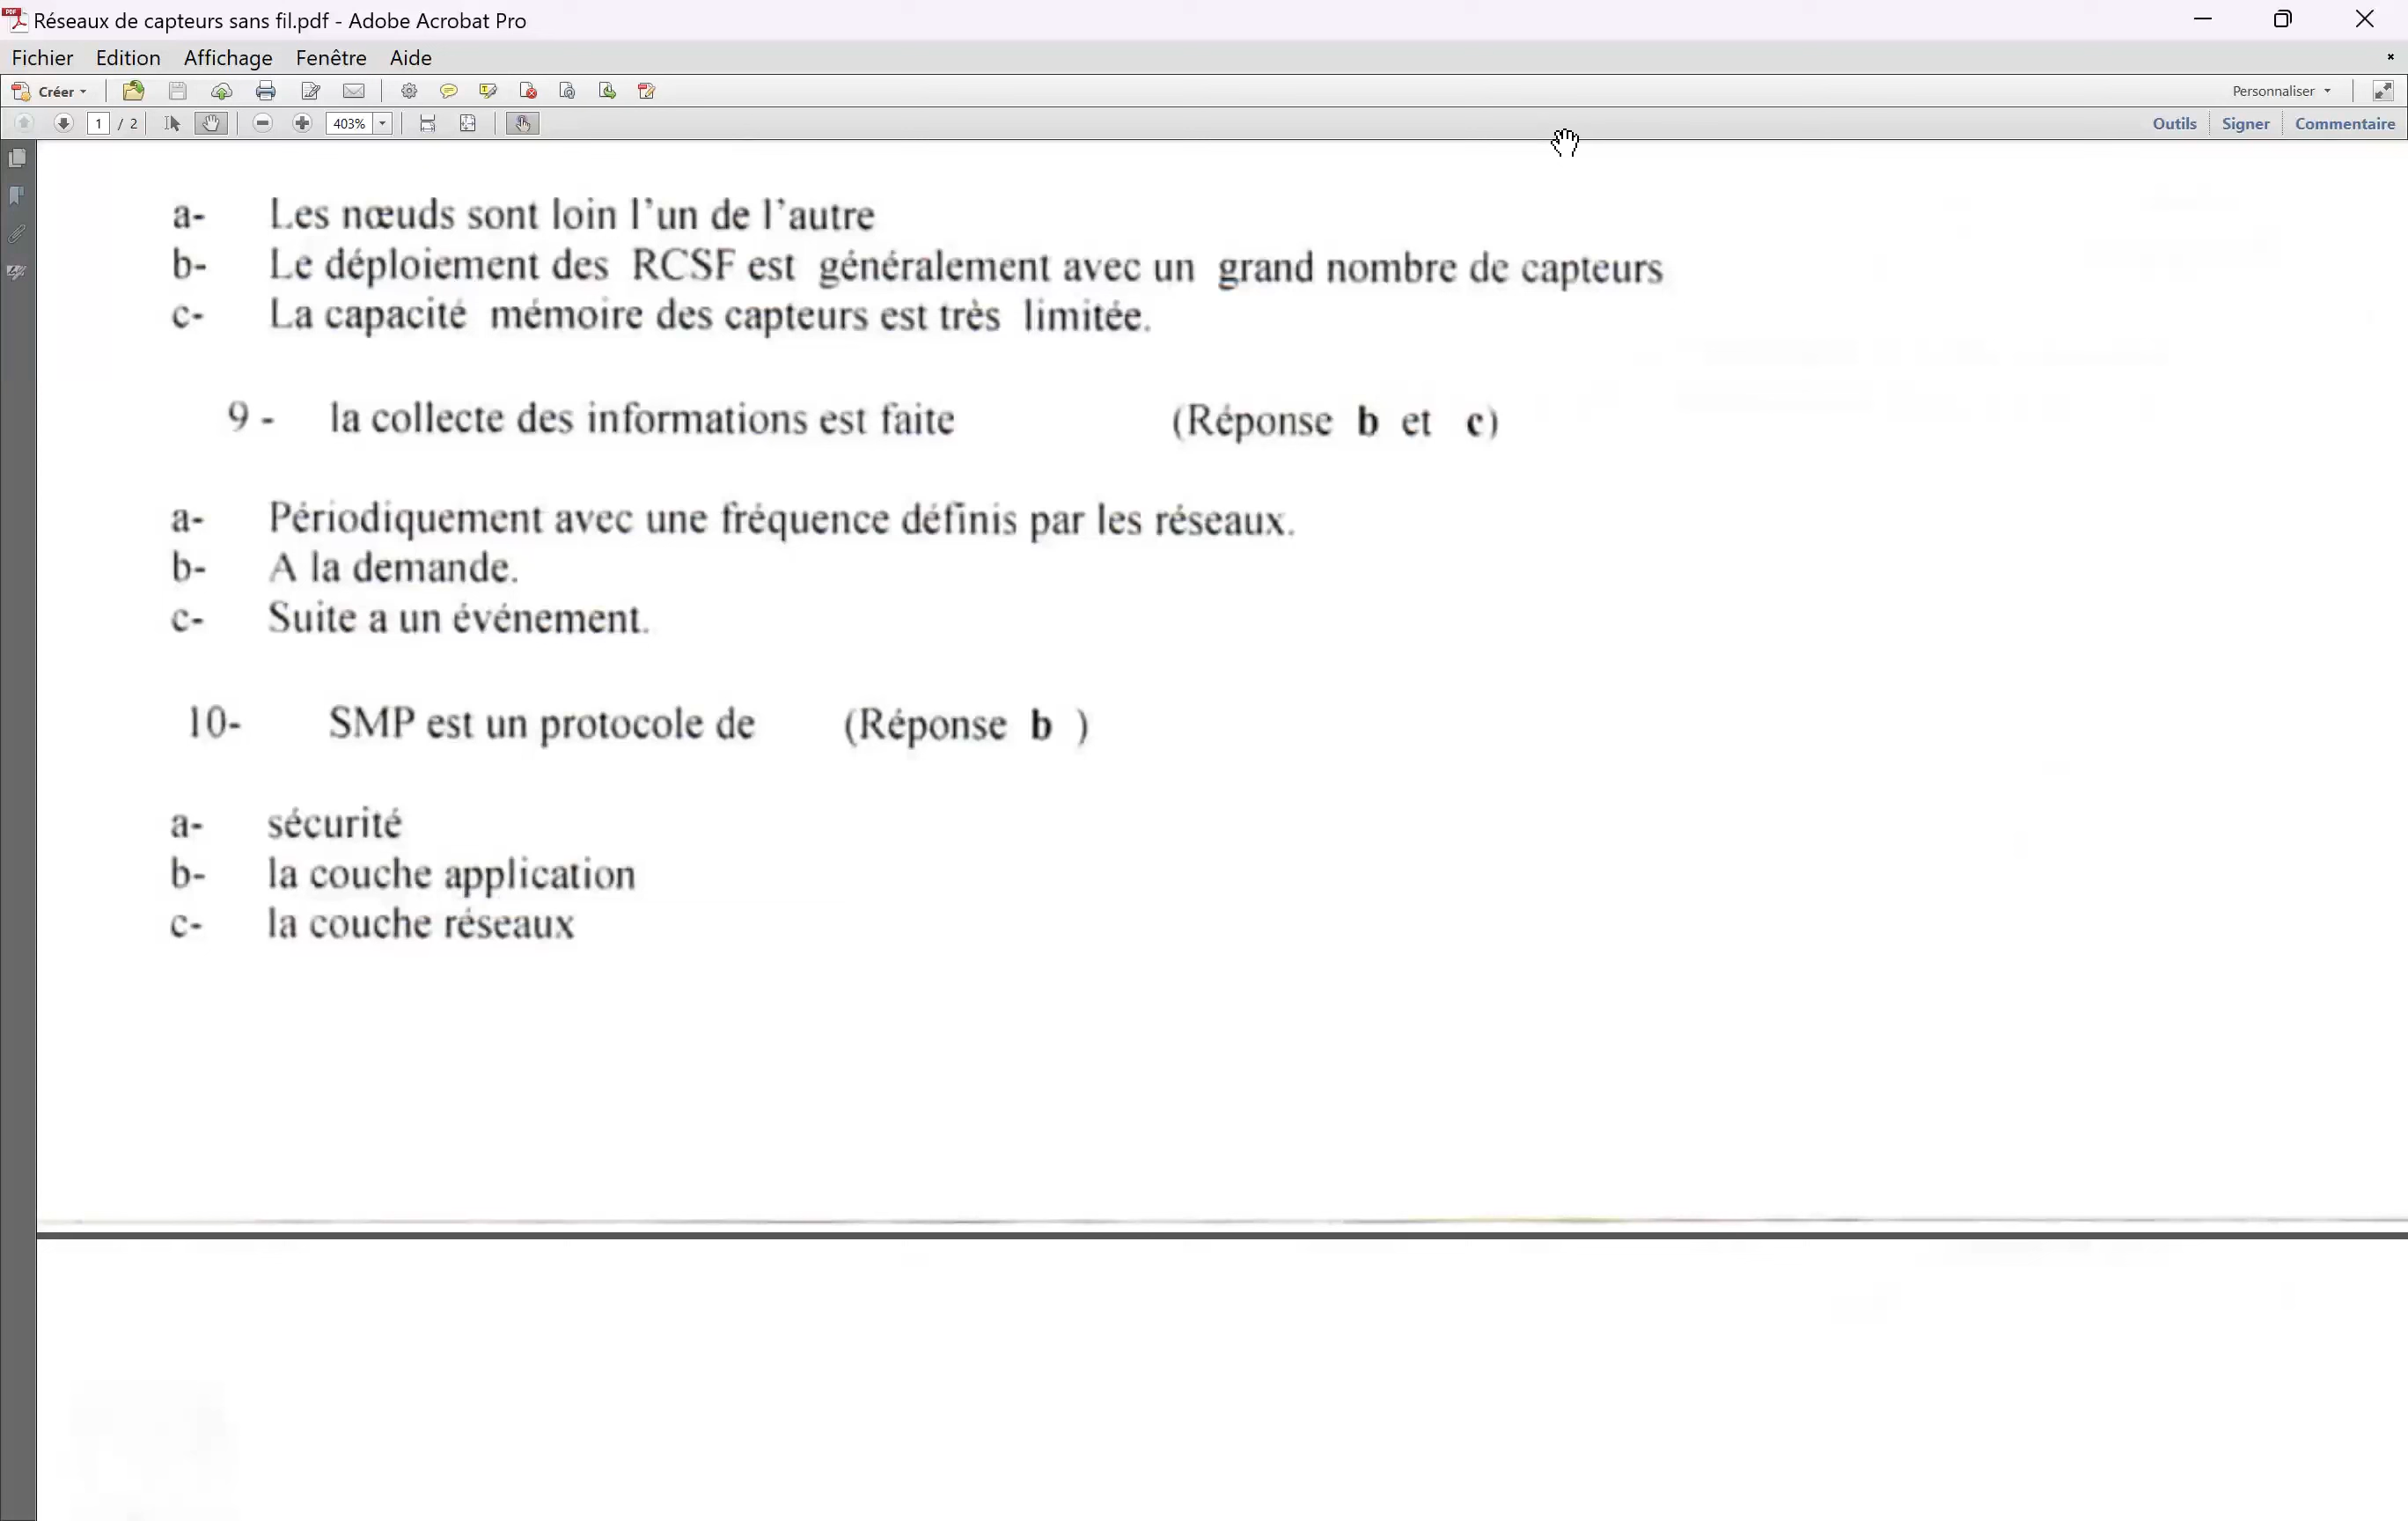 Réseaux de capteurs sans fil.pdf - Adobe Acrobat Pro
Fichier Edition Affichage Fenêtre Aide
Créer Personnaliser
1 / 2 403% Outils Signer Commentaire
a- Les nœuds sont loin l'un de l'autre
b- Le déploiement des RCSF est généralement avec un grand nombre de capteurs
c- La capacité mémoire des capteurs est très limitée.
9 - la collecte des informations est faite (Réponse b et c)
a- Périodiquement avec une fréquence définis par les réseaux.
b- A la demande.
c- Suite a un événement.
10- SMP est un protocole de (Réponse b )
a- sécurité
b- la couche application
c- la couche réseaux